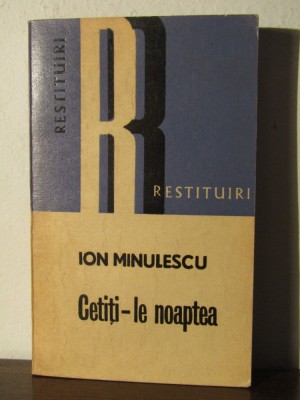 RESTITUIRI
R
RESTITUIRI
ION MINULESCU
Cetiți-le noaptea